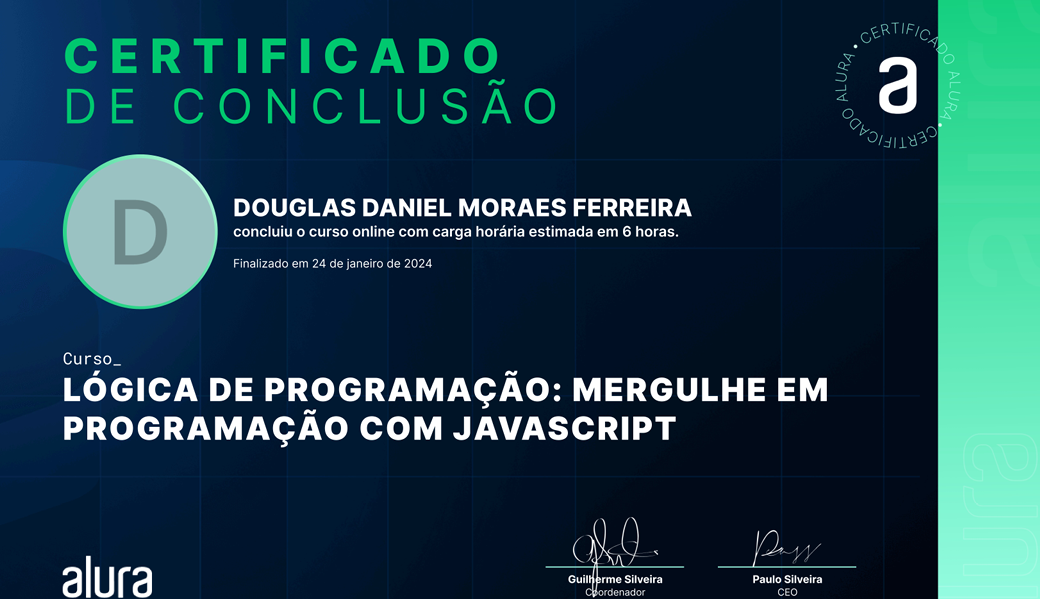 CERTIFICADO
DE CONCLUSÃO
CERTIFICADO ALURA • CERTIFICADO ALURA •
a
D
DOUGLAS DANIEL MORAES FERREIRA
concluiu o curso online com carga horária estimada em 6 horas.
Finalizado em 24 de janeiro de 2024
Curso_
LÓGICA DE PROGRAMAÇÃO: MERGULHE EM
PROGRAMAÇÃO COM JAVASCRIPT
alura
Guilherme Silveira
Coordenador
Paulo Silveira
CEO